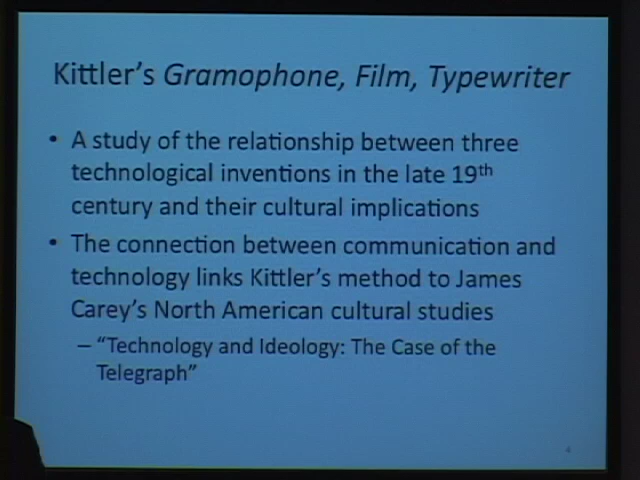 Kittler's Gramophone, Film, Typewriter
• A study of the relationship between three
technological inventions in the late 19th
century and their cultural implications
• The connection between communication and
technology links Kittler's method to James
Carey's North American cultural studies
– "Technology and Ideology: The Case of the
Telegraph"
4